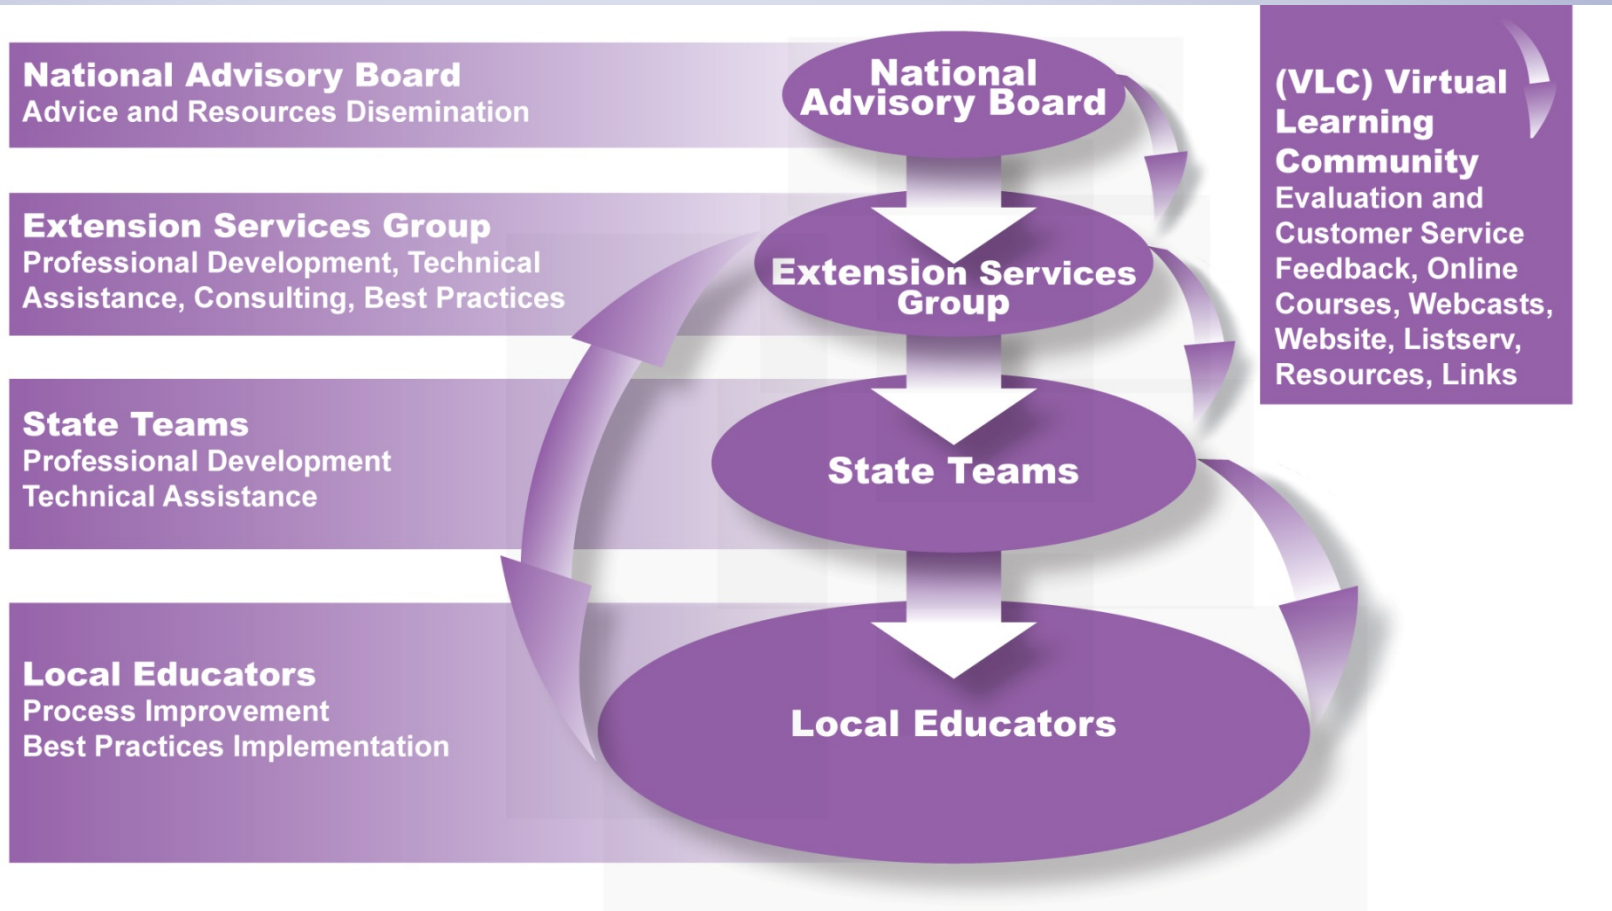 National Advisory Board
Advice and Resources Disemination
Extension Services Group
Professional Development, Technical
Assistance, Consulting, Best Practices
State Teams
Professional Development
Technical Assistance
Local Educators
Process Improvement
Best Practices Implementation
National
Advisory Board
Extension Services
Group
State Teams
Local Educators
(VLC) Virtual
Learning
Community
Evaluation and
Customer Service
Feedback, Online
Courses, Webcasts,
Website, Listserv,
Resources, Links